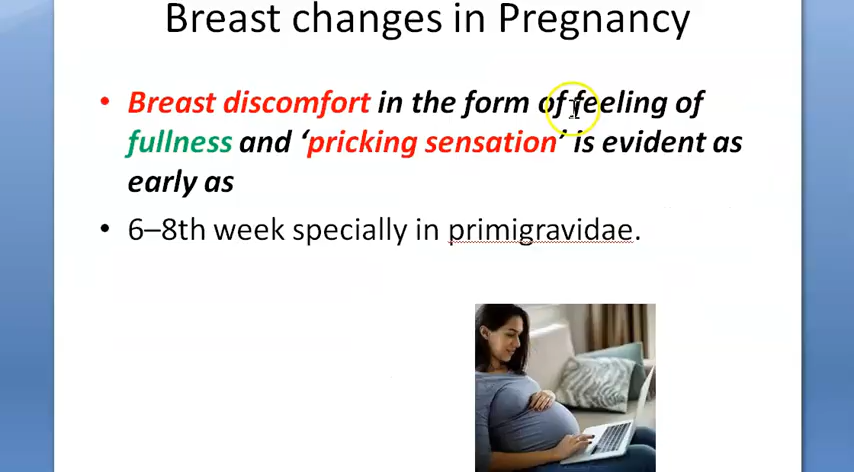 Breast changes in Pregnancy
• Breast discomfort in the form of feeling of
fullness and ‘pricking sensation’ is evident as
early as
• 6–8th week specially in primigravidae.